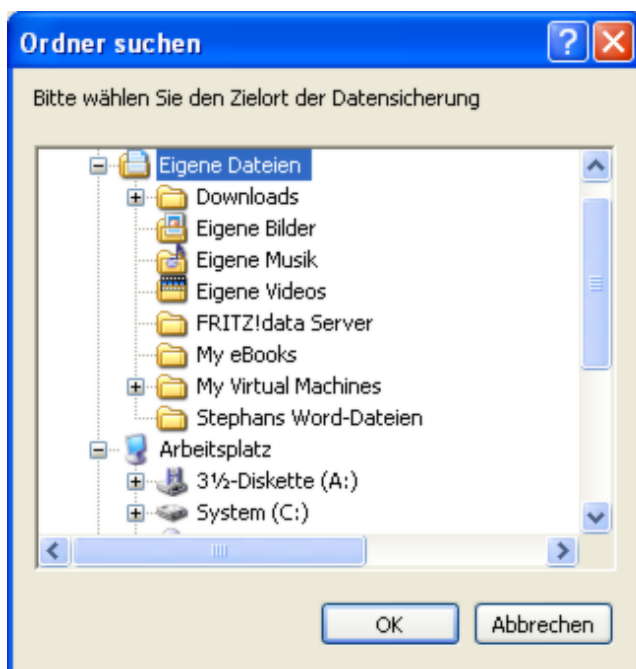 Ordner suchen
Bitte wählen Sie den Zielort der Datensicherung
Eigene Dateien
Downloads
Eigene Bilder
Eigene Musik
Eigene Videos
FRITZ!data Server
My eBooks
My Virtual Machines
Stephans Word-Dateien
Arbeitsplatz
3½-Diskette (A:)
System (C:)
OK Abbrechen